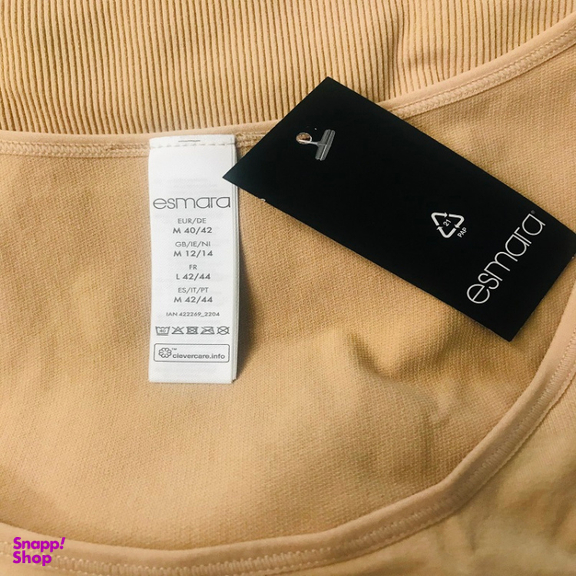 esmara
EUR/DE
M 40/42
GB/IE/NI
M 12/14
FR
L 42/44
ES/IT/PT
M 42/44
IAN 422269_2204
clevercare.info
21
PAP
esmara
Snapp!
Shop